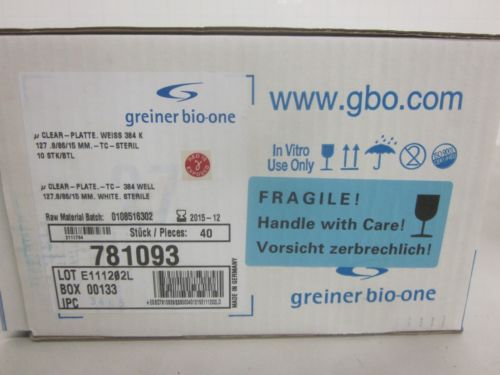 greiner bio-one
µ CLEAR-PLATTE. WEISS 384 K
127.8/86/15 MM.-TC-STERIL
10 STK/BTL
µ CLEAR-PLATE.-TC- 384 WELL
127.8/86/15 MM. WHITE. STERILE
Raw Material Batch: 0108516302 2015-12
Stück / Pieces: 40
781093
LOT E111202L
BOX 00133
IPC
MADE IN GERMANY
www.gbo.com
In Vitro
Use Only
FRAGILE!
Handle with Care!
Vorsicht zerbrechlich!
greiner bio-one